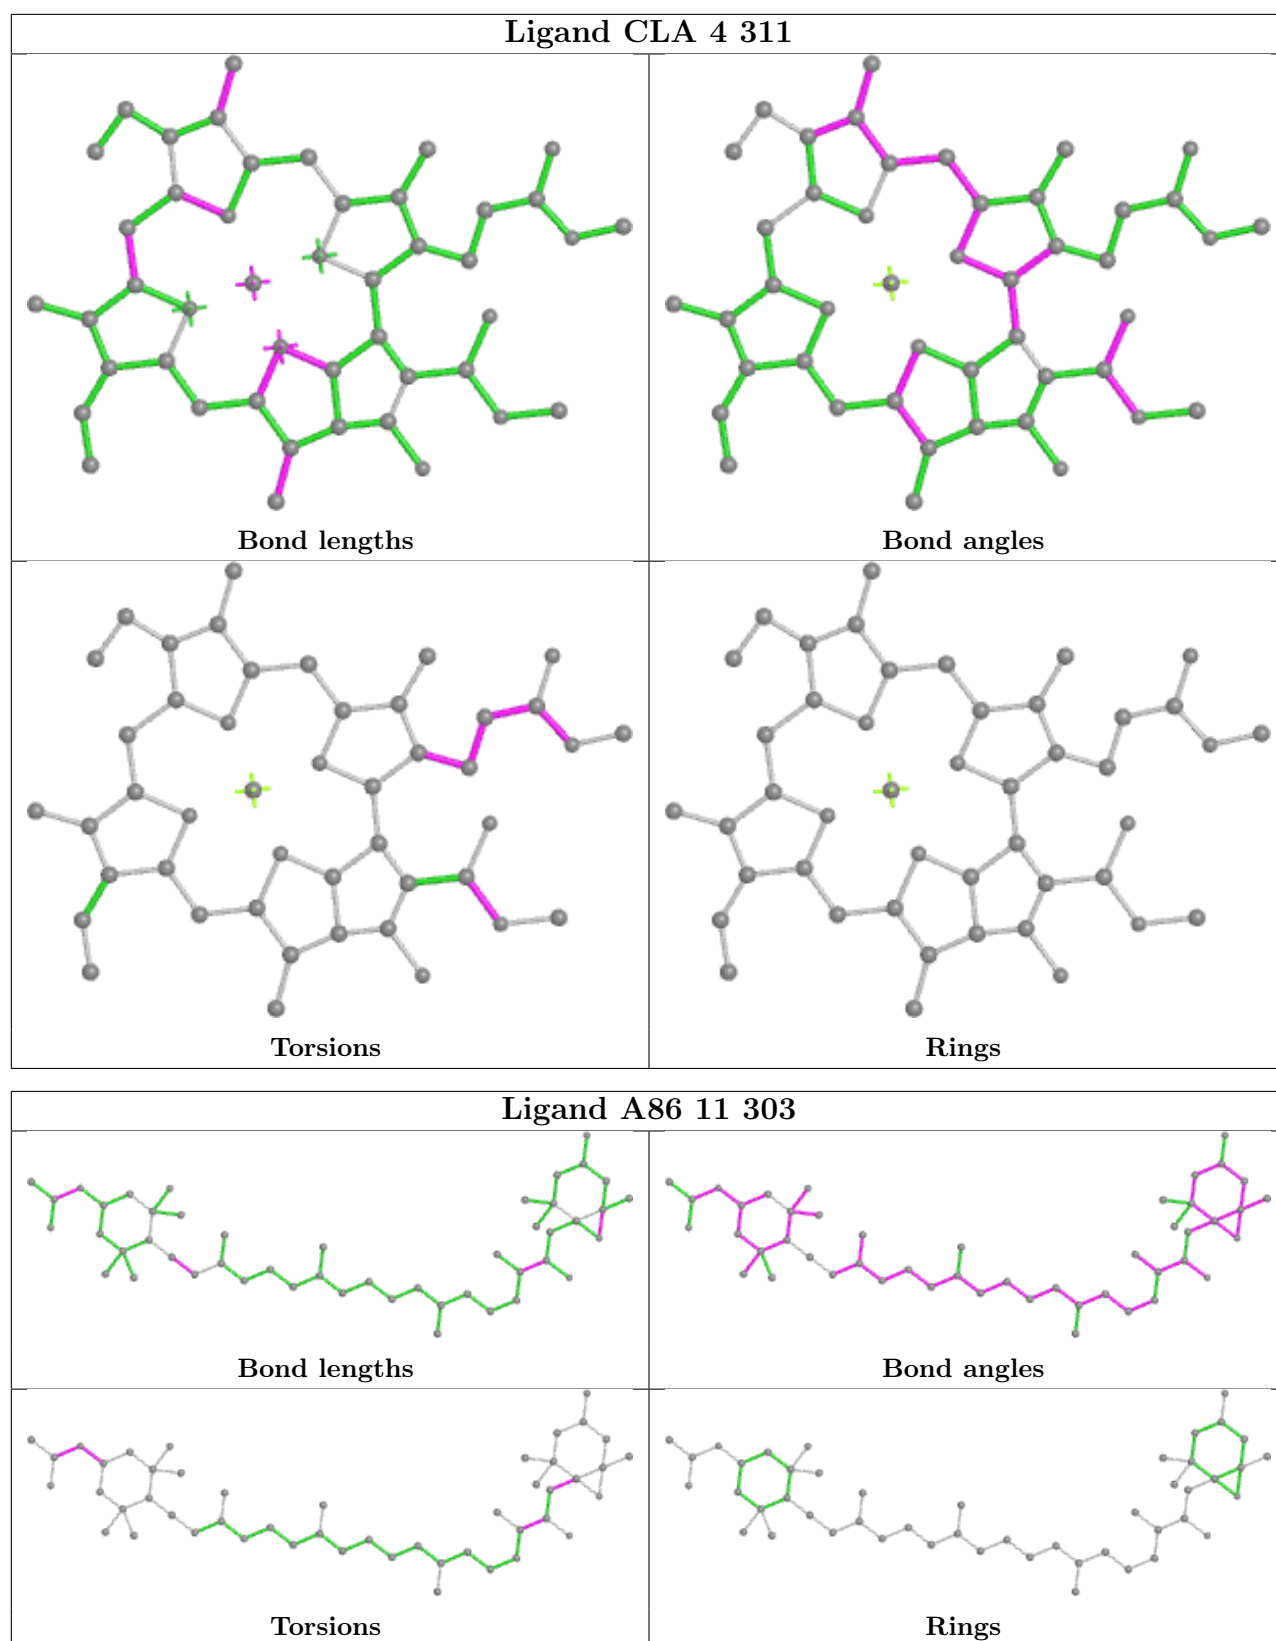 Ligand CLA 4 311
Bond lengths
Bond angles
Torsions
Rings
Ligand A86 11 303
Bond lengths
Bond angles
Torsions
Rings